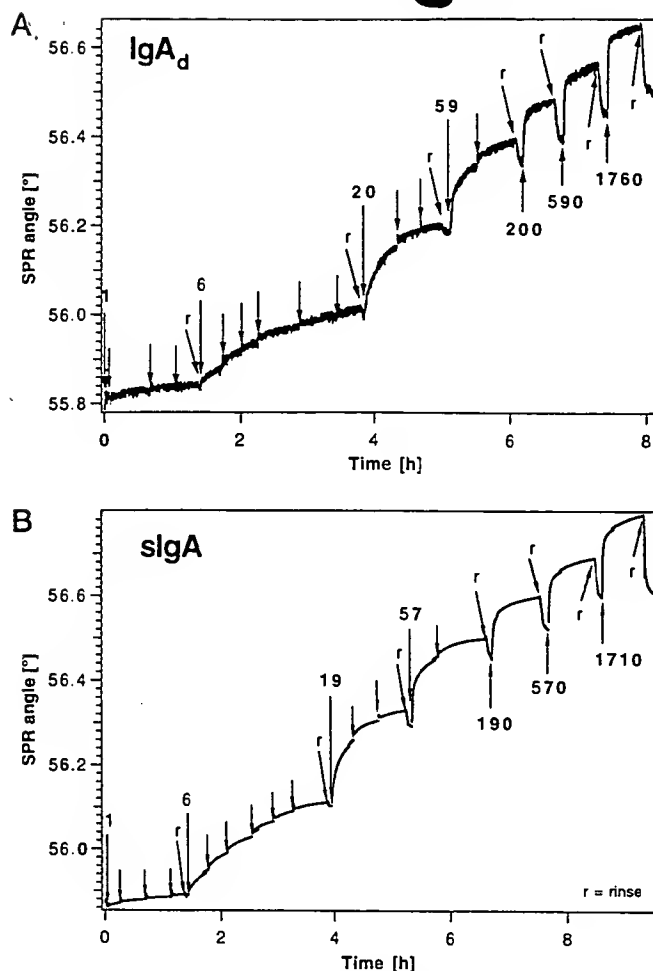 A
IgAd
56.6
56.4
56.2
56.0
55.8
SPR angle [°]
1
r
6
r
20
r
59
r
200
r
590
r
1760
r
0
2
4
6
8
Time [h]
B
sIgA
56.6
56.4
56.2
56.0
SPR angle [°]
1
r
6
r
19
r
57
r
190
r
570
r
1710
r
r = rinse
0
2
4
6
8
Time [h]